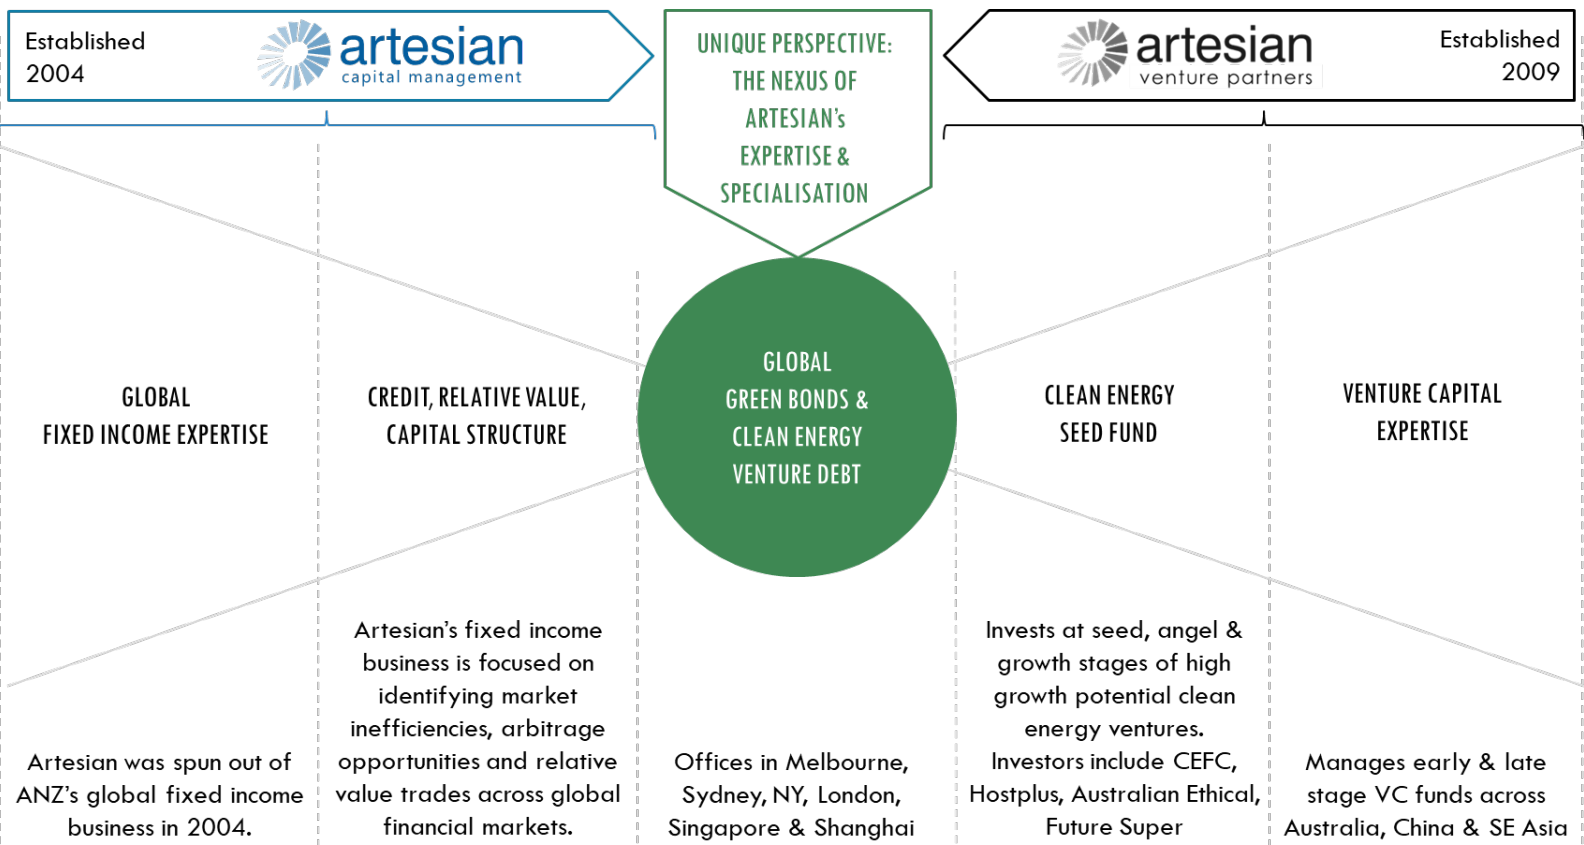 Established
2004
artesian
capital management
UNIQUE PERSPECTIVE:
THE NEXUS OF
ARTESIAN's
EXPERTISE &
SPECIALISATION
artesian
venture partners
Established
2009
GLOBAL
FIXED INCOME EXPERTISE
CREDIT, RELATIVE VALUE,
CAPITAL STRUCTURE
GLOBAL
GREEN BONDS &
CLEAN ENERGY
VENTURE DEBT
CLEAN ENERGY
SEED FUND
VENTURE CAPITAL
EXPERTISE
Artesian was spun out of
ANZ's global fixed income
business in 2004.
Artesian's fixed income
business is focused on
identifying market
inefficiencies, arbitrage
opportunities and relative
value trades across global
financial markets.
Offices in Melbourne,
Sydney, NY, London,
Singapore & Shanghai
Invests at seed, angel &
growth stages of high
growth potential clean
energy ventures.
Investors include CEFC,
Hostplus, Australian Ethical,
Future Super
Manages early & late
stage VC funds across
Australia, China & SE Asia